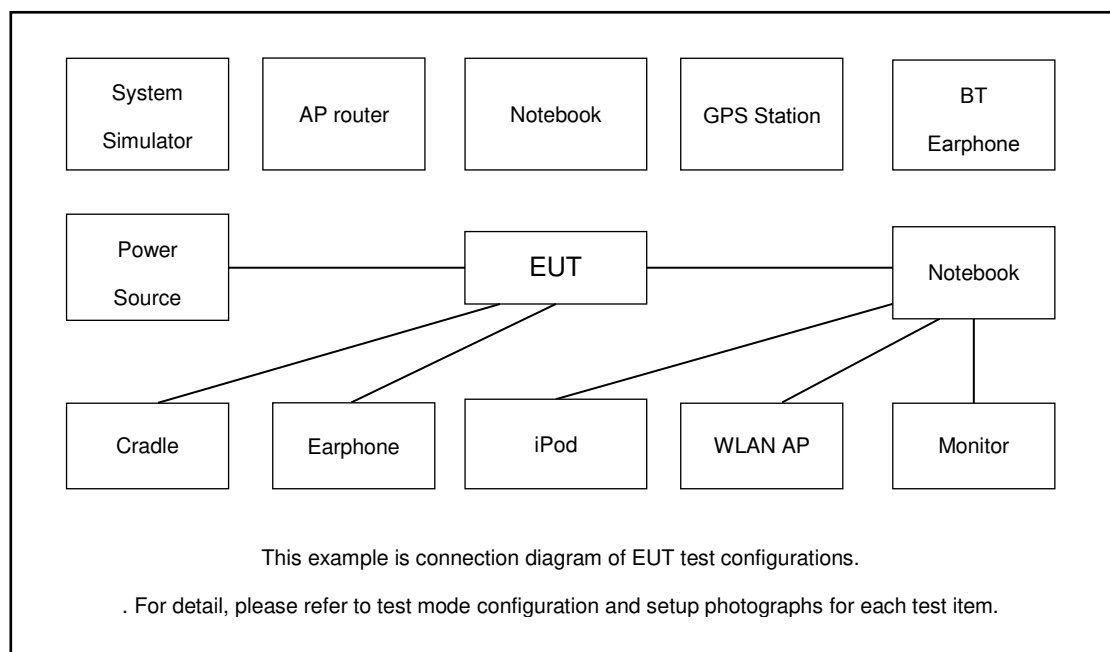 System
Simulator
AP router
Notebook
GPS Station
BT
Earphone
Power
Source
EUT
Notebook
Cradle
Earphone
iPod
WLAN AP
Monitor
This example is connection diagram of EUT test configurations.
. For detail, please refer to test mode configuration and setup photographs for each test item.